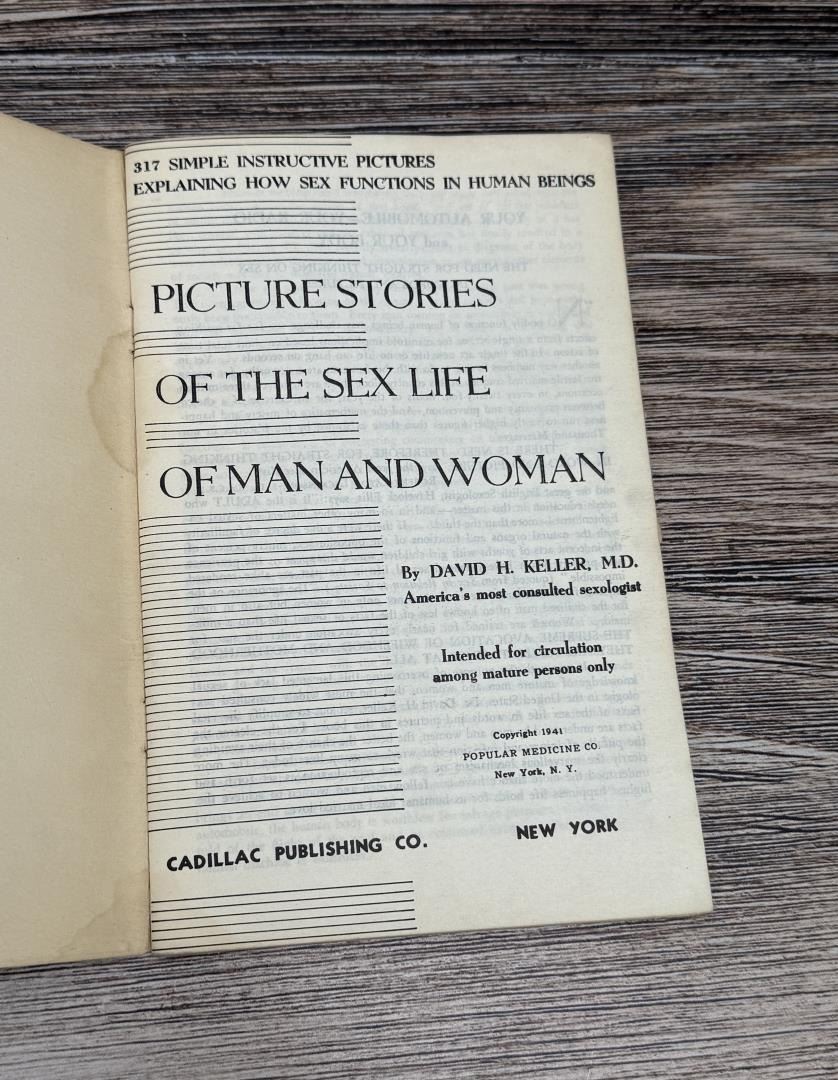 317 SIMPLE INSTRUCTIVE PICTURES
EXPLAINING HOW SEX FUNCTIONS IN HUMAN BEINGS
PICTURE STORIES
OF THE SEX LIFE
OF MAN AND WOMAN
By DAVID H. KELLER, M.D.
America's most consulted sexologist
Intended for circulation
among mature persons only
Copyright 1941
POPULAR MEDICINE CO.
New York, N. Y.
CADILLAC PUBLISHING CO. NEW YORK